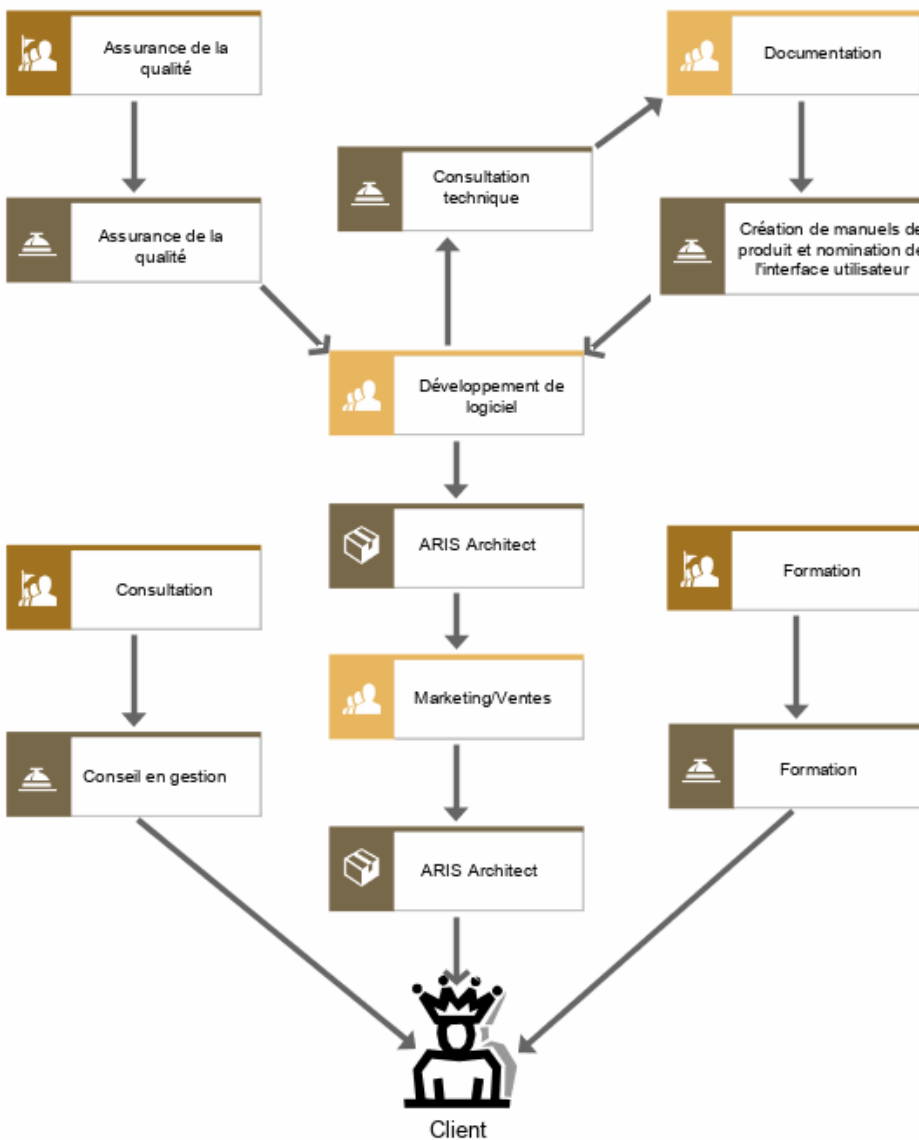 Assurance de la
qualité
Documentation
Consultation
technique
Assurance de la
qualité
Création de manuels de
produit et nomination de
l'interface utilisateur
Développement de
logiciel
ARIS Architect
Consultation
Formation
Marketing/Ventes
Conseil en gestion
Formation
ARIS Architect
Client